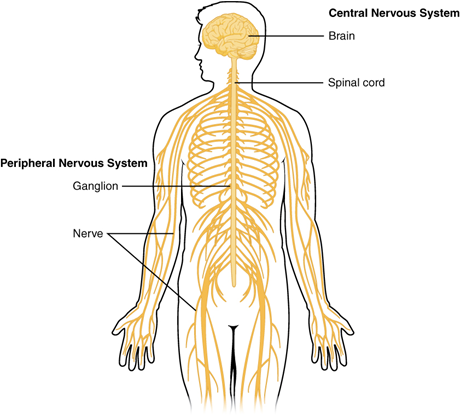 Central Nervous System
Brain
Spinal cord
Peripheral Nervous System
Ganglion
Nerve